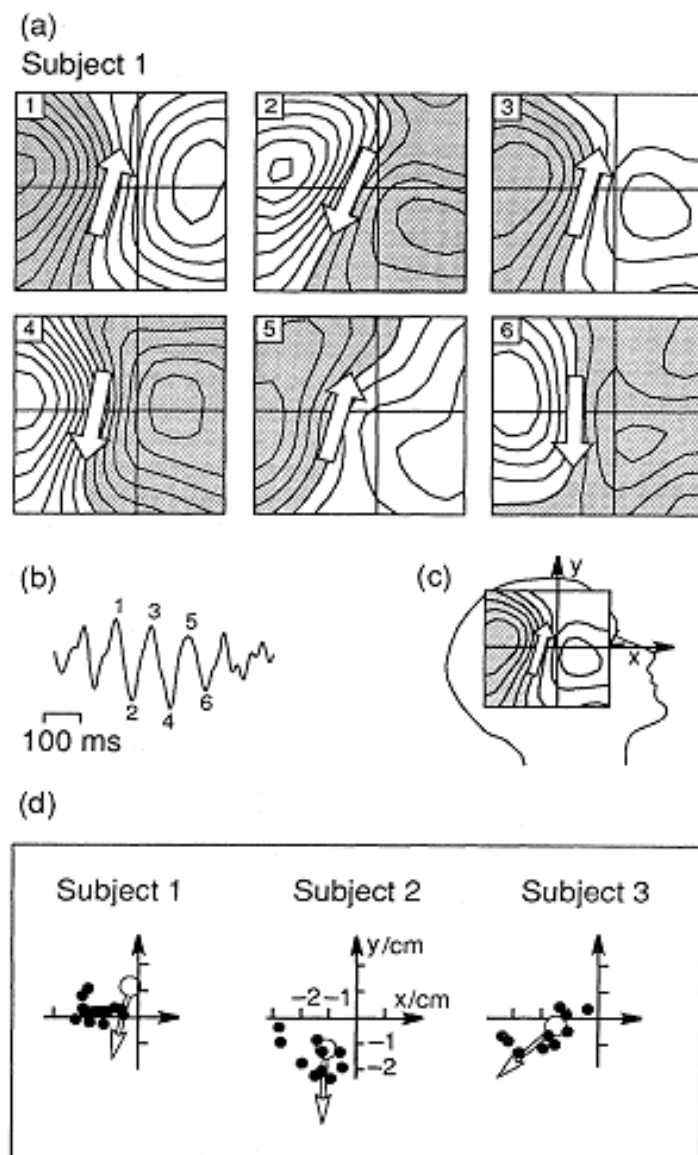 (a)
Subject 1
1 2 3
4 5 6
(b)
1 3 5
2 4 6
100 ms
(c)
y
x
(d)
Subject 1 Subject 2 Subject 3
y/cm
−2 −1 x/cm
−1
−2